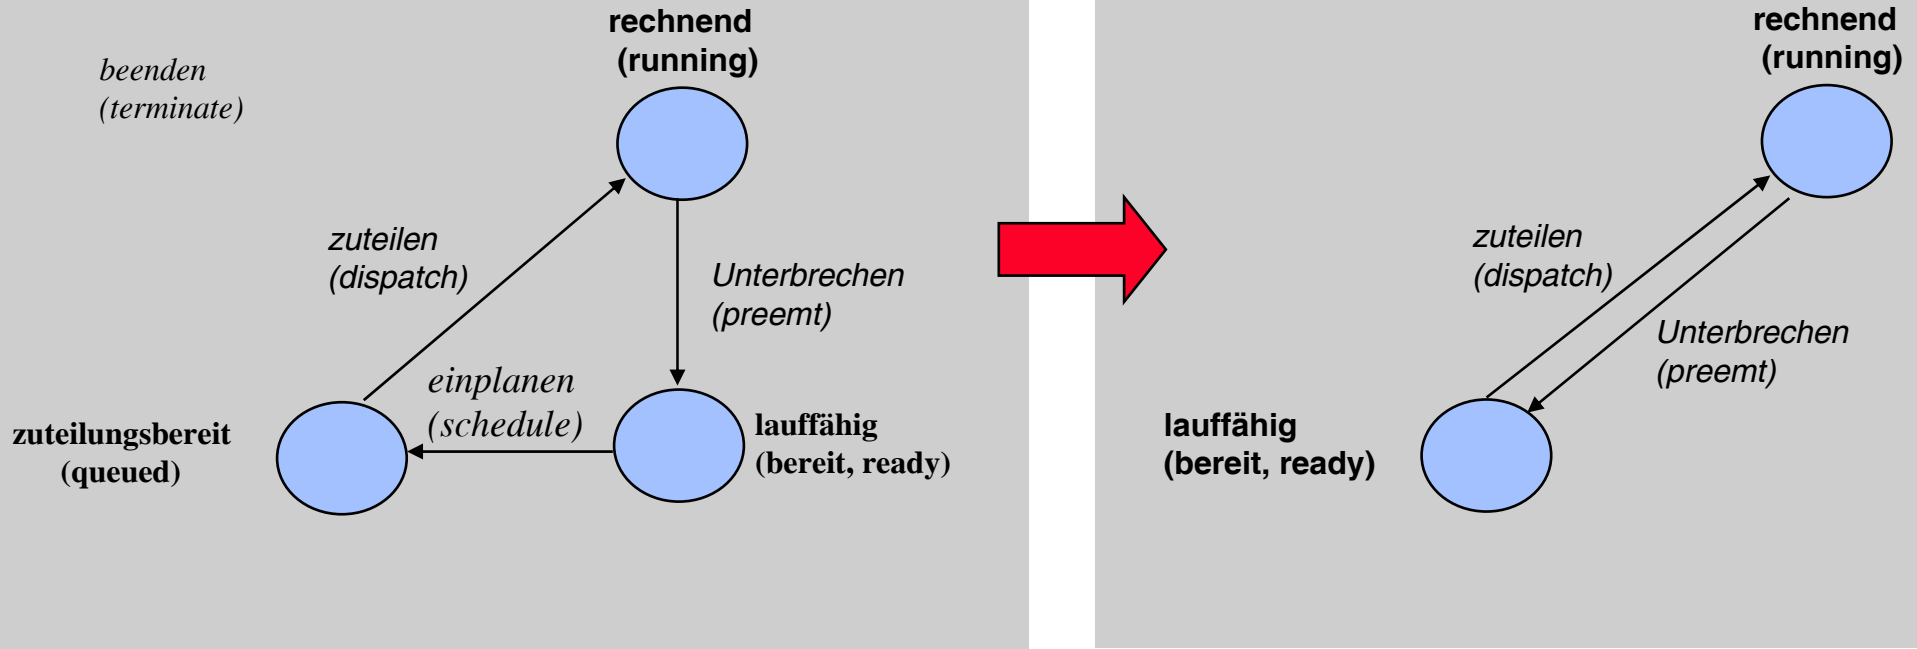 rechnend
(running)
beenden
(terminate)
zuteilen
(dispatch)
Unterbrechen
(preemt)
einplanen
(schedule)
zuteilungsbereit
(queued)
lauffähig
(bereit, ready)
rechnend
(running)
zuteilen
(dispatch)
Unterbrechen
(preemt)
lauffähig
(bereit, ready)